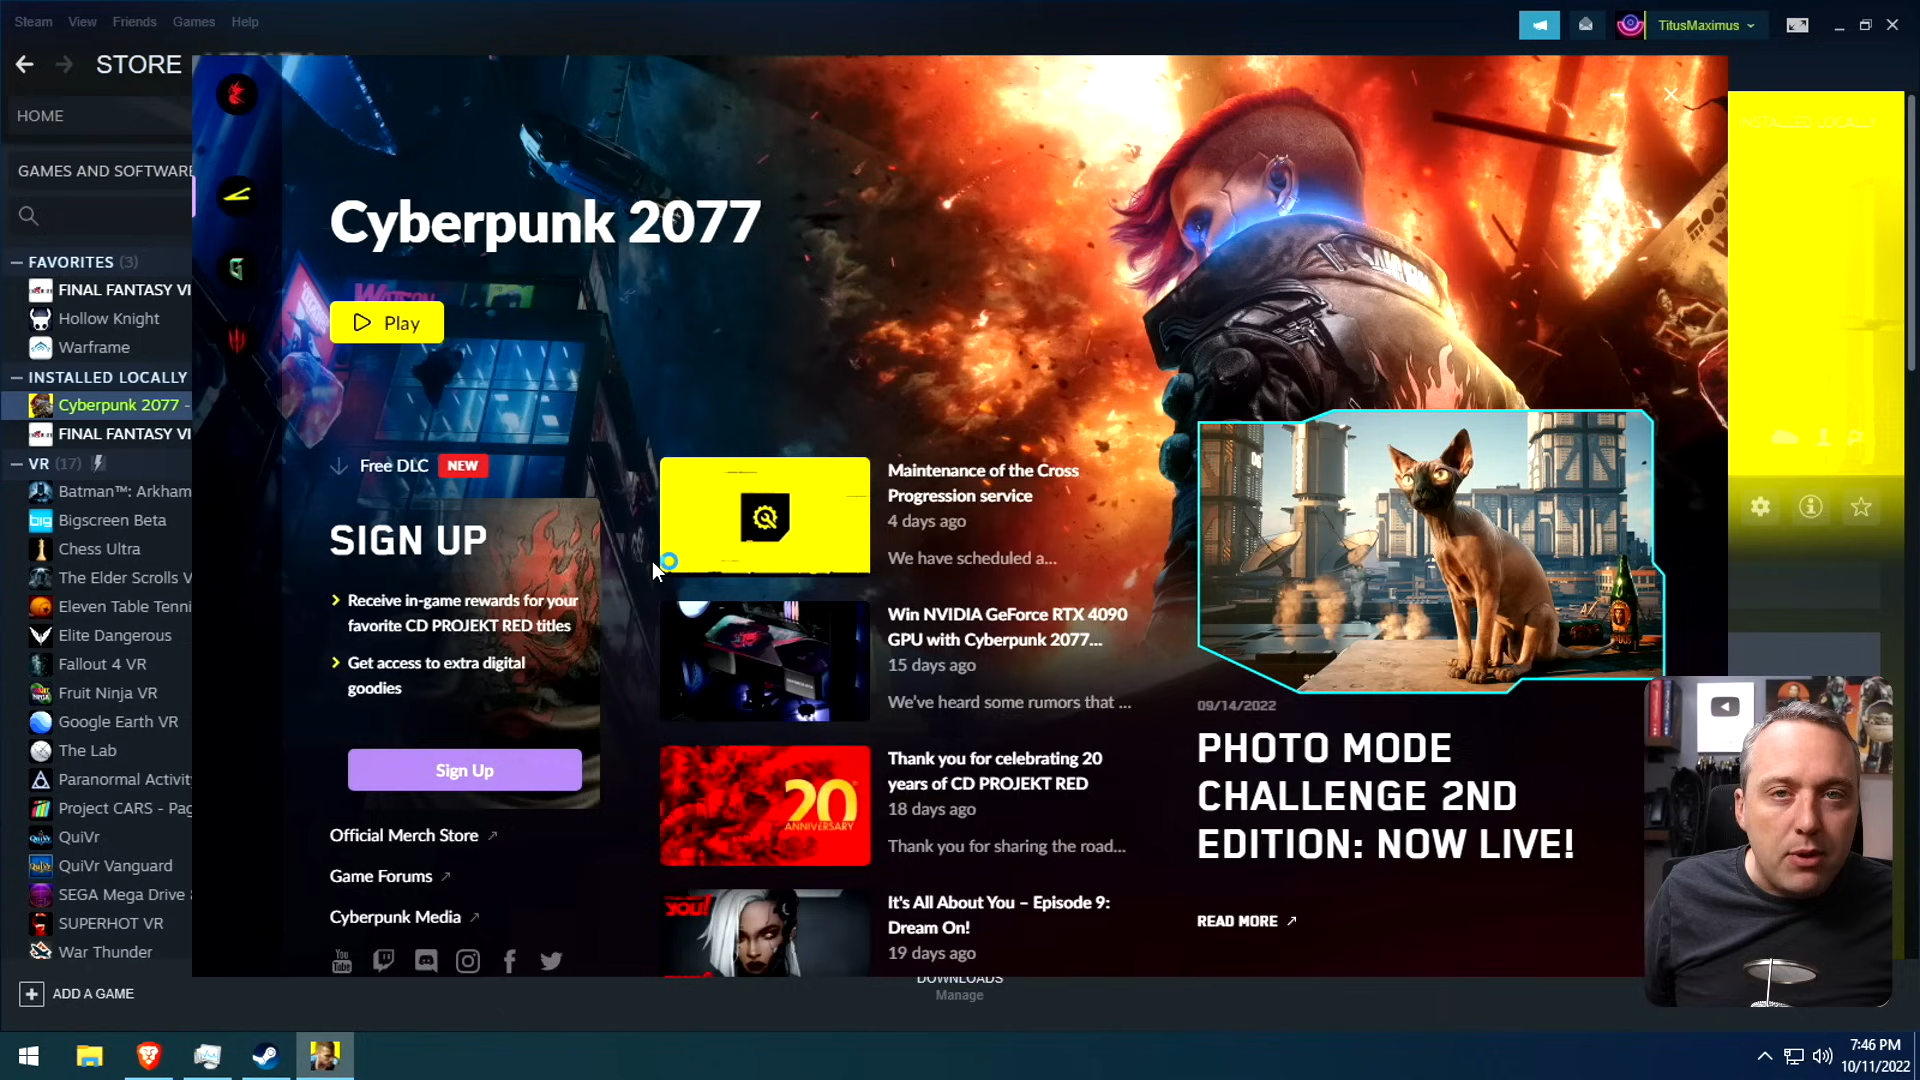 Steam View Friends Games Help
TitusMaximus
STORE
HOME
GAMES AND SOFTWARE
FAVORITES (3)
FINAL FANTASY VI
Hollow Knight
Warframe
INSTALLED LOCALLY
Cyberpunk 2077 -
FINAL FANTASY VI
VR (17)
Batman™: Arkham
Bigscreen Beta
Chess Ultra
The Elder Scrolls V
Eleven Table Tenni
Elite Dangerous
Fallout 4 VR
Fruit Ninja VR
Google Earth VR
The Lab
Paranormal Activit
Project CARS - Pag
QuiVr
QuiVr Vanguard
SEGA Mega Drive &
SUPERHOT VR
War Thunder
ADD A GAME
Cyberpunk 2077
Play
Free DLC NEW
SIGN UP
Receive in-game rewards for your
favorite CD PROJEKT RED titles
Get access to extra digital
goodies
Sign Up
Official Merch Store
Game Forums
Cyberpunk Media
You
Tube
Maintenance of the Cross
Progression service
4 days ago
We have scheduled a...
Win NVIDIA GeForce RTX 4090
GPU with Cyberpunk 2077...
15 days ago
We've heard some rumors that ...
20
ANNIVERSARY
Thank you for celebrating 20
years of CD PROJEKT RED
18 days ago
Thank you for sharing the road...
YOU!
It's All About You – Episode 9:
Dream On!
19 days ago
SAMURAI
WATSON
INSTALLED LOCALLY
09/14/2022
PHOTO MODE
CHALLENGE 2ND
EDITION: NOW LIVE!
READ MORE
DOWNLOADS
Manage
7:46 PM
10/11/2022